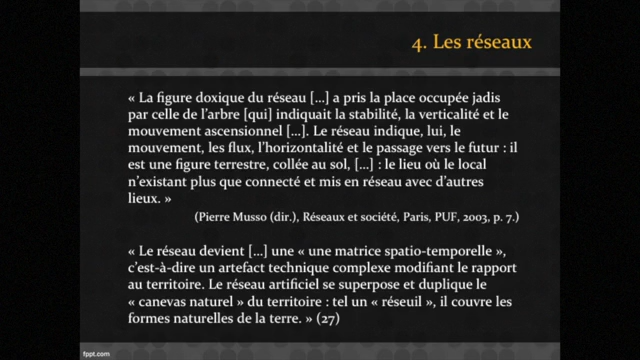 4. Les réseaux
« La figure doxique du réseau [...] a pris la place occupée jadis
par celle de l'arbre [qui] indiquait la stabilité, la verticalité et le
mouvement ascensionnel [...]. Le réseau indique, lui, le
mouvement, les flux, l'horizontalité et le passage vers le futur : il
est une figure terrestre, collée au sol, [...] : le lieu où le local
n'existant plus que connecté et mis en réseau avec d'autres
lieux. »
(Pierre Musso (dir.), Réseaux et société, Paris, PUF, 2003, p. 7.)
« Le réseau devient [...] une « une matrice spatio-temporelle »,
c'est-à-dire un artefact technique complexe modifiant le rapport
au territoire. Le réseau artificiel se superpose et duplique le
« canevas naturel » du territoire : tel un « réseuil », il couvre les
formes naturelles de la terre. » (27)
fppt.com